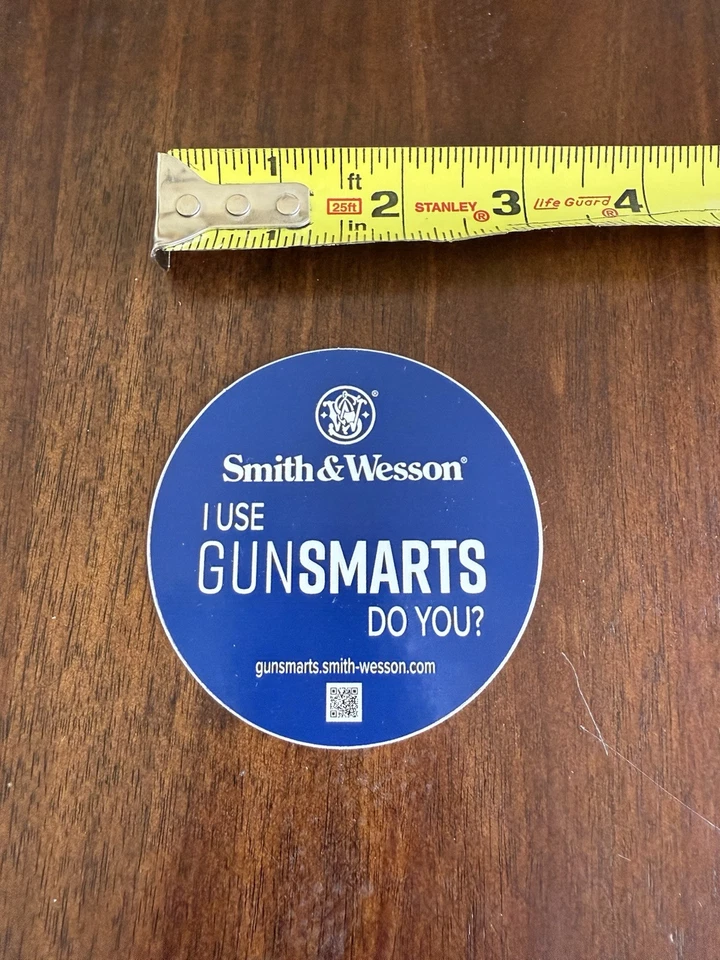 1 ft 25ft 2 STANLEY® 3 Life Guard® 4
1 in
®
Smith & Wesson®
I USE
GUNSMARTS
DO YOU?
gunsmarts.smith-wesson.com